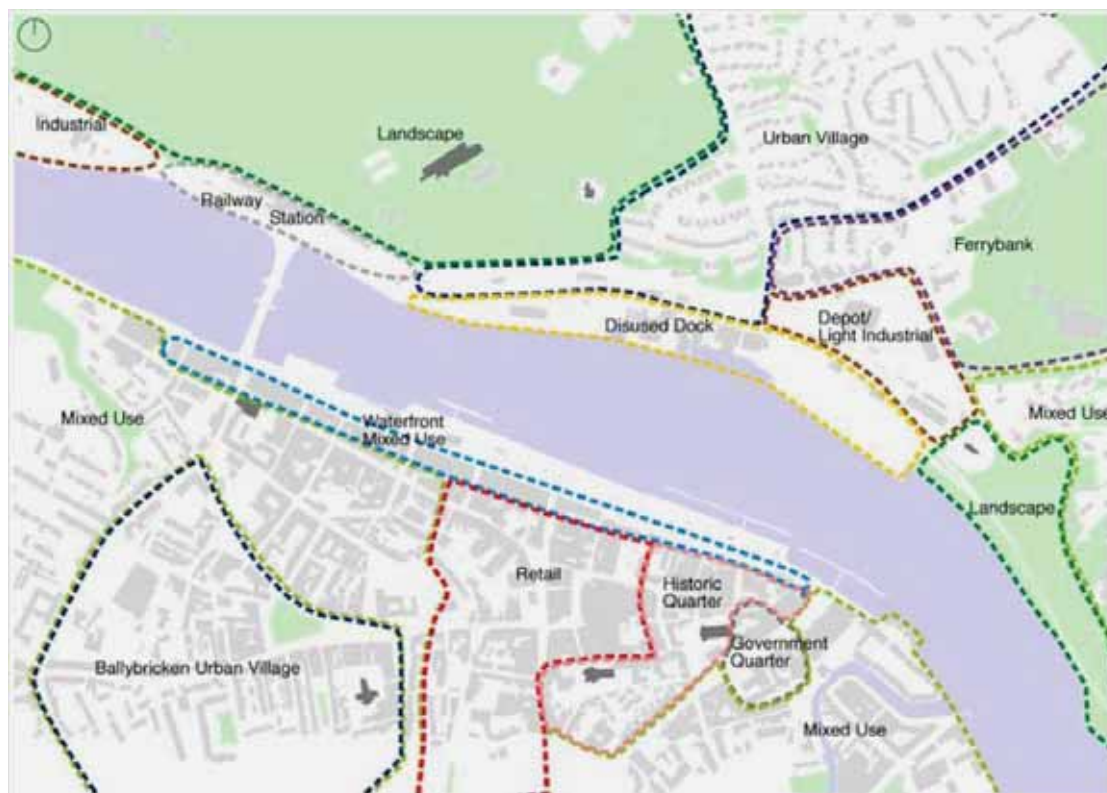 Industrial
Landscape
Urban Village
Railway
Station
Ferrybank
Disused Dock
Depot/
Light Industrial
Mixed Use
Waterfront
Mixed Use
Mixed Use
Landscape
Retail
Historic
Quarter
Government
Quarter
Ballybricken Urban Village
Mixed Use